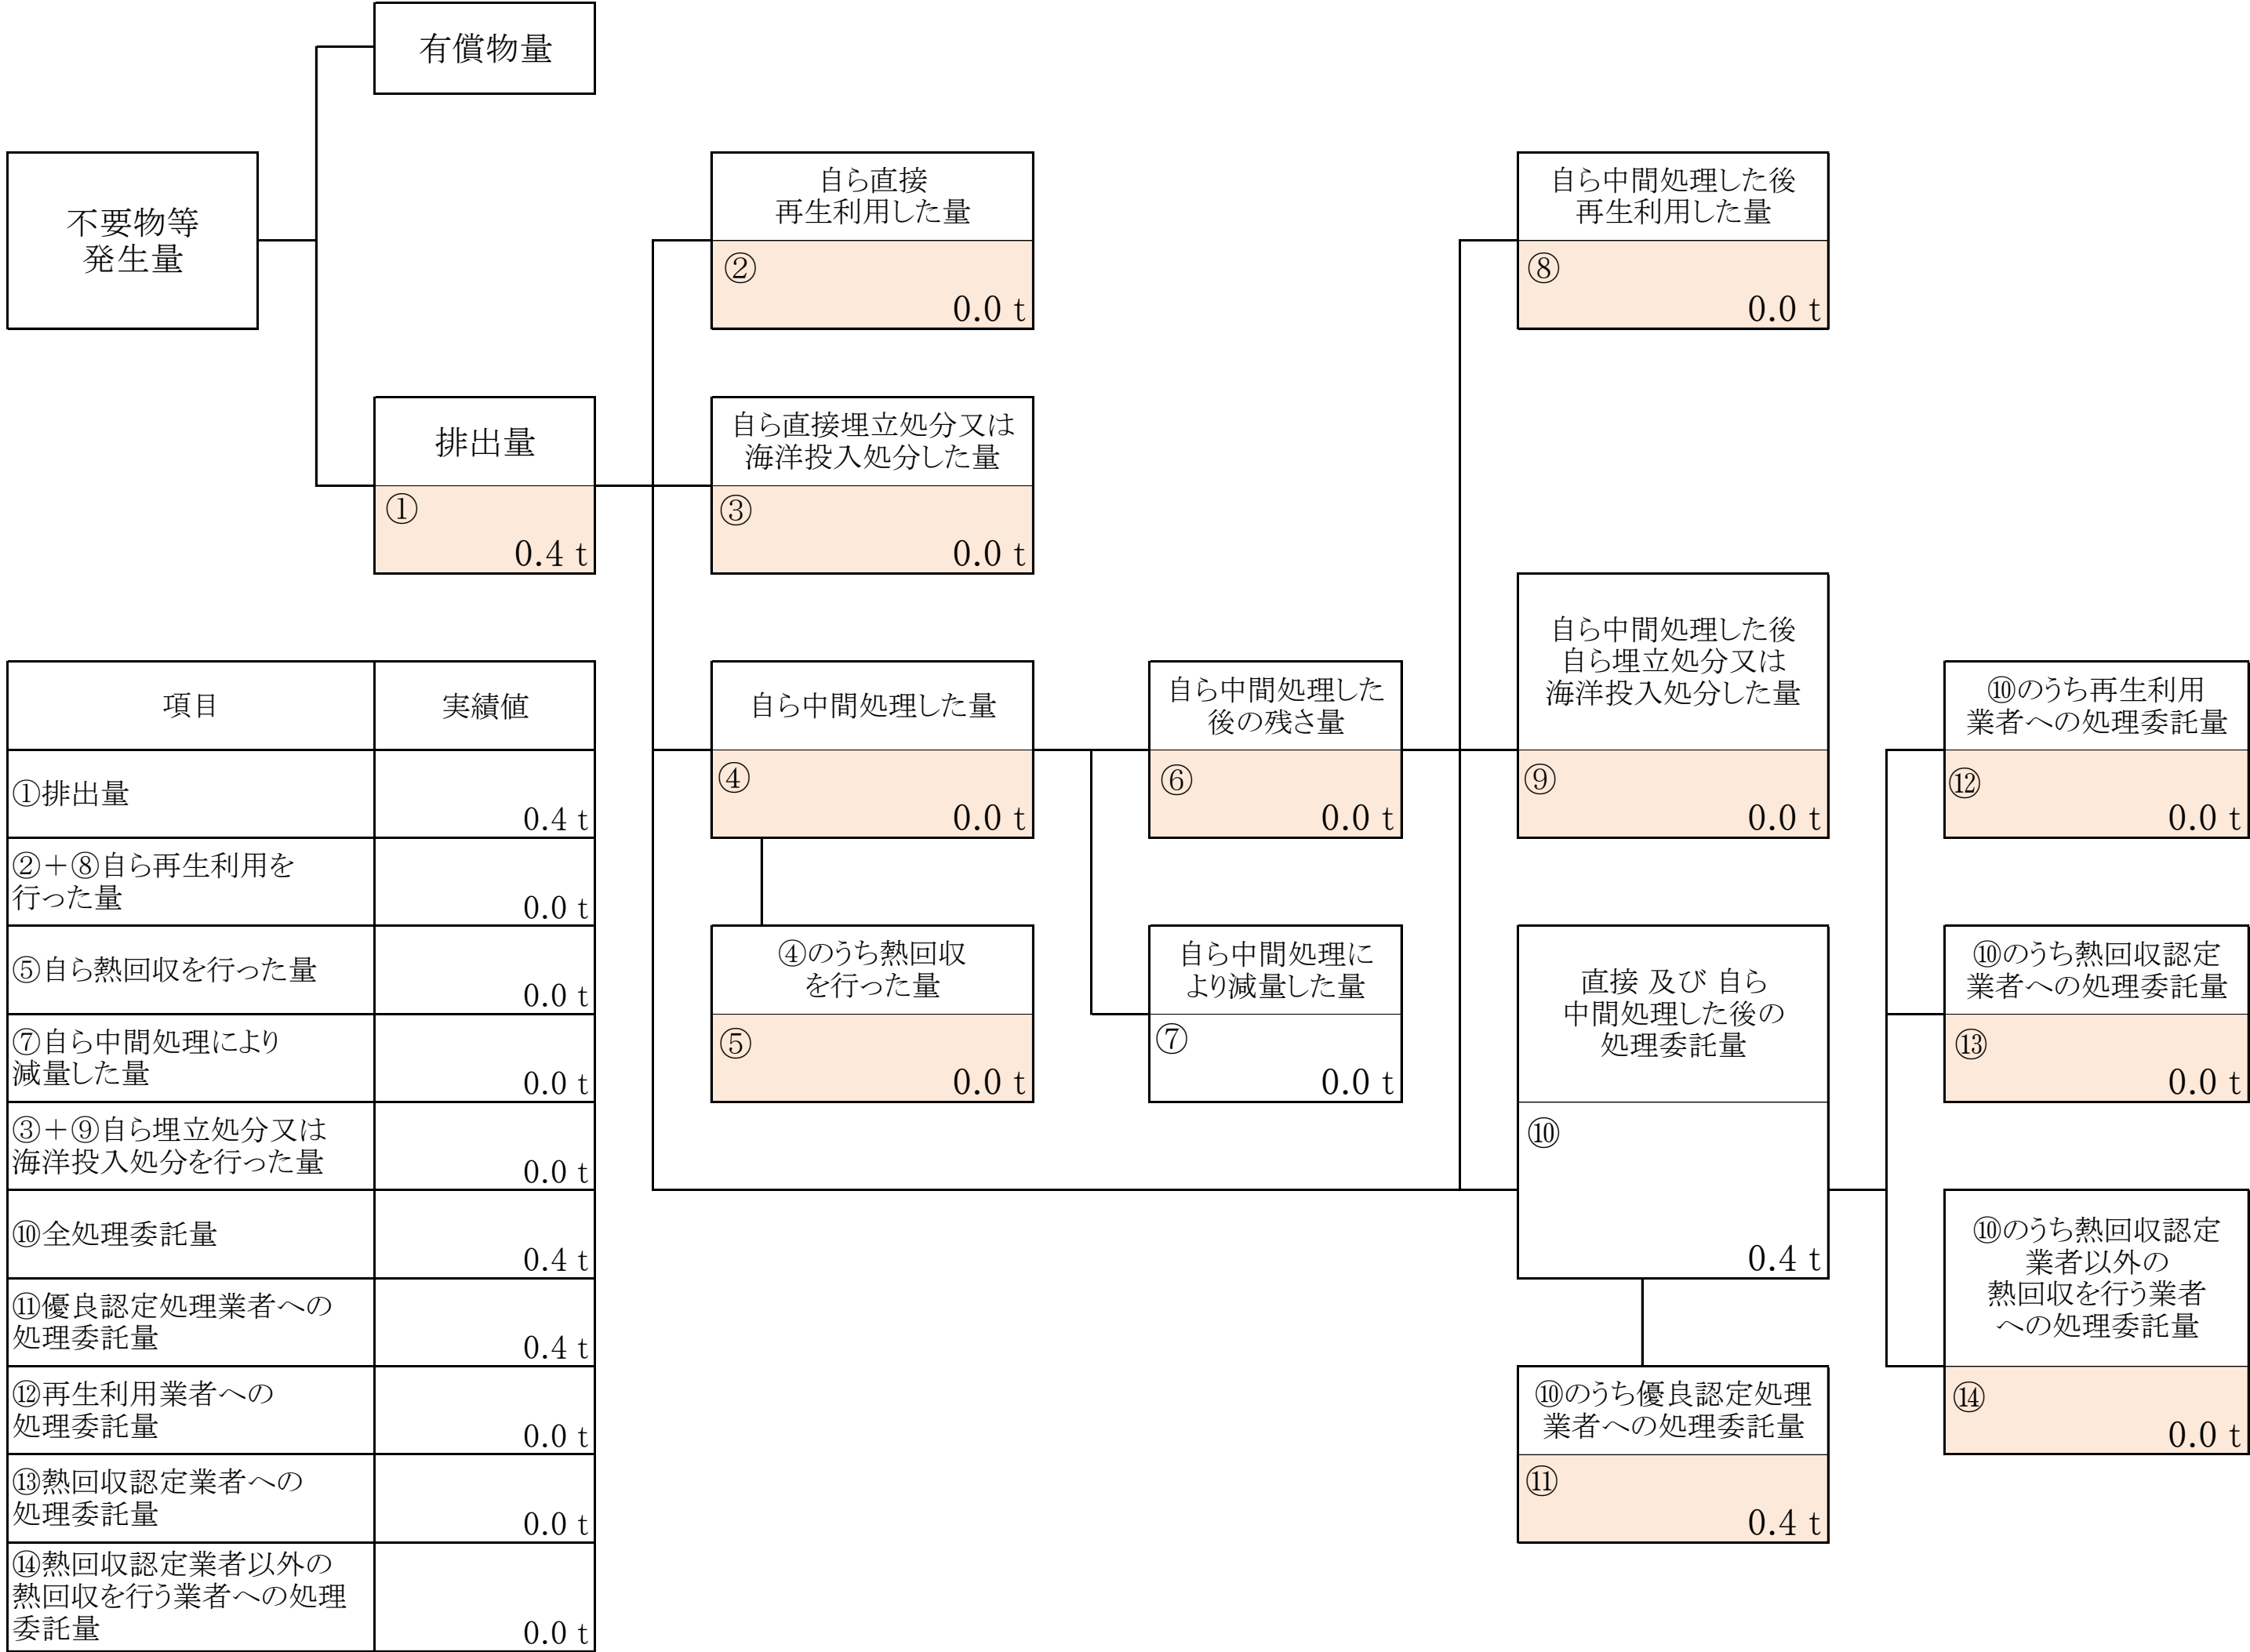 有償物量
不要物等
発生量
自ら直接
再生利用した量
②
0.0 t
自ら中間処理した後
再生利用した量
⑧
0.0 t
排出量
①
0.4 t
自ら直接埋立処分又は
海洋投入処分した量
③
0.0 t
自ら中間処理した量
④
0.0 t
自ら中間処理した
後の残さ量
⑥
0.0 t
自ら中間処理した後
自ら埋立処分又は
海洋投入処分した量
⑨
0.0 t
⑩のうち再生利用
業者への処理委託量
⑫
0.0 t
④のうち熱回収
を行った量
⑤
0.0 t
自ら中間処理に
より減量した量
⑦
0.0 t
直接 及び 自ら
中間処理した後の
処理委託量
⑩
0.4 t
⑩のうち熱回収認定
業者への処理委託量
⑬
0.0 t
⑩のうち熱回収認定
業者以外の
熱回収を行う業者
への処理委託量
⑭
0.0 t
⑩のうち優良認定処理
業者への処理委託量
⑪
0.4 t
項目
実績値
①排出量
0.4 t
②＋⑧自ら再生利用を
行った量
0.0 t
⑤自ら熱回収を行った量
0.0 t
⑦自ら中間処理により
減量した量
0.0 t
③＋⑨自ら埋立処分又は
海洋投入処分を行った量
0.0 t
⑩全処理委託量
0.4 t
⑪優良認定処理業者への
処理委託量
0.4 t
⑫再生利用業者への
処理委託量
0.0 t
⑬熱回収認定業者への
処理委託量
0.0 t
⑭熱回収認定業者以外の
熱回収を行う業者への処理
委託量
0.0 t